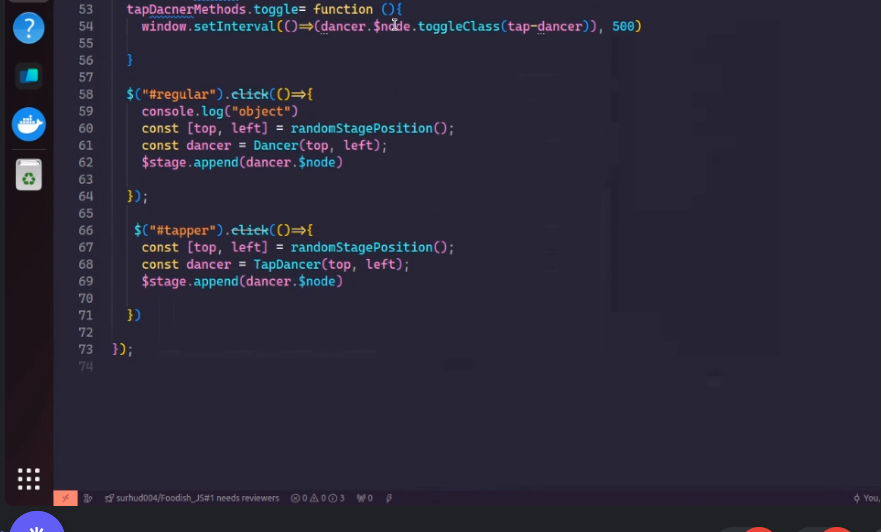 ?
53 tapDacnerMethods.toggle= function (){
54 window.setInterval(()=>(dancer.$node.toggleClass(tap-dancer)), 500)
55
56 }
57
58 $("#regular").click(()=>{
59 console.log("object")
60 const [top, left] = randomStagePosition();
61 const dancer = Dancer(top, left);
62 $stage.append(dancer.$node)
63
64 });
65
66 $("#tapper").click(()=>{
67 const [top, left] = randomStagePosition();
68 const dancer = TapDancer(top, left);
69 $stage.append(dancer.$node)
70
71 })
72
73 });
74
surhud004/Foodish_JS#1 needs reviewers 0 0 3 0 You,